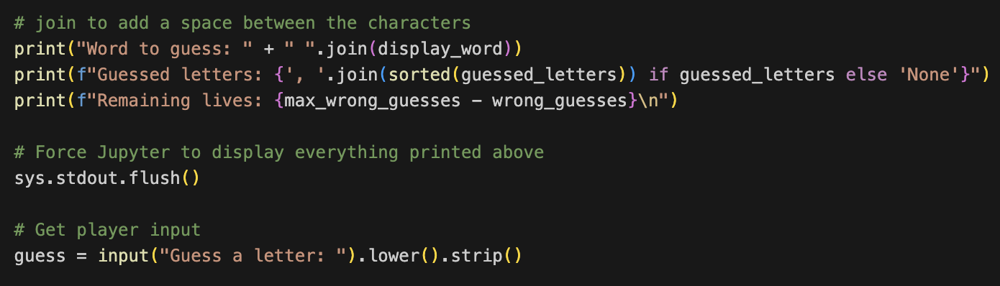 # join to add a space between the characters
print("Word to guess: " + " ".join(display_word))
print(f"Guessed letters: {', '.join(sorted(guessed_letters)) if guessed_letters else 'None'}")
print(f"Remaining lives: {max_wrong_guesses - wrong_guesses}\n")
# Force Jupyter to display everything printed above
sys.stdout.flush()
# Get player input
guess = input("Guess a letter: ").lower().strip()